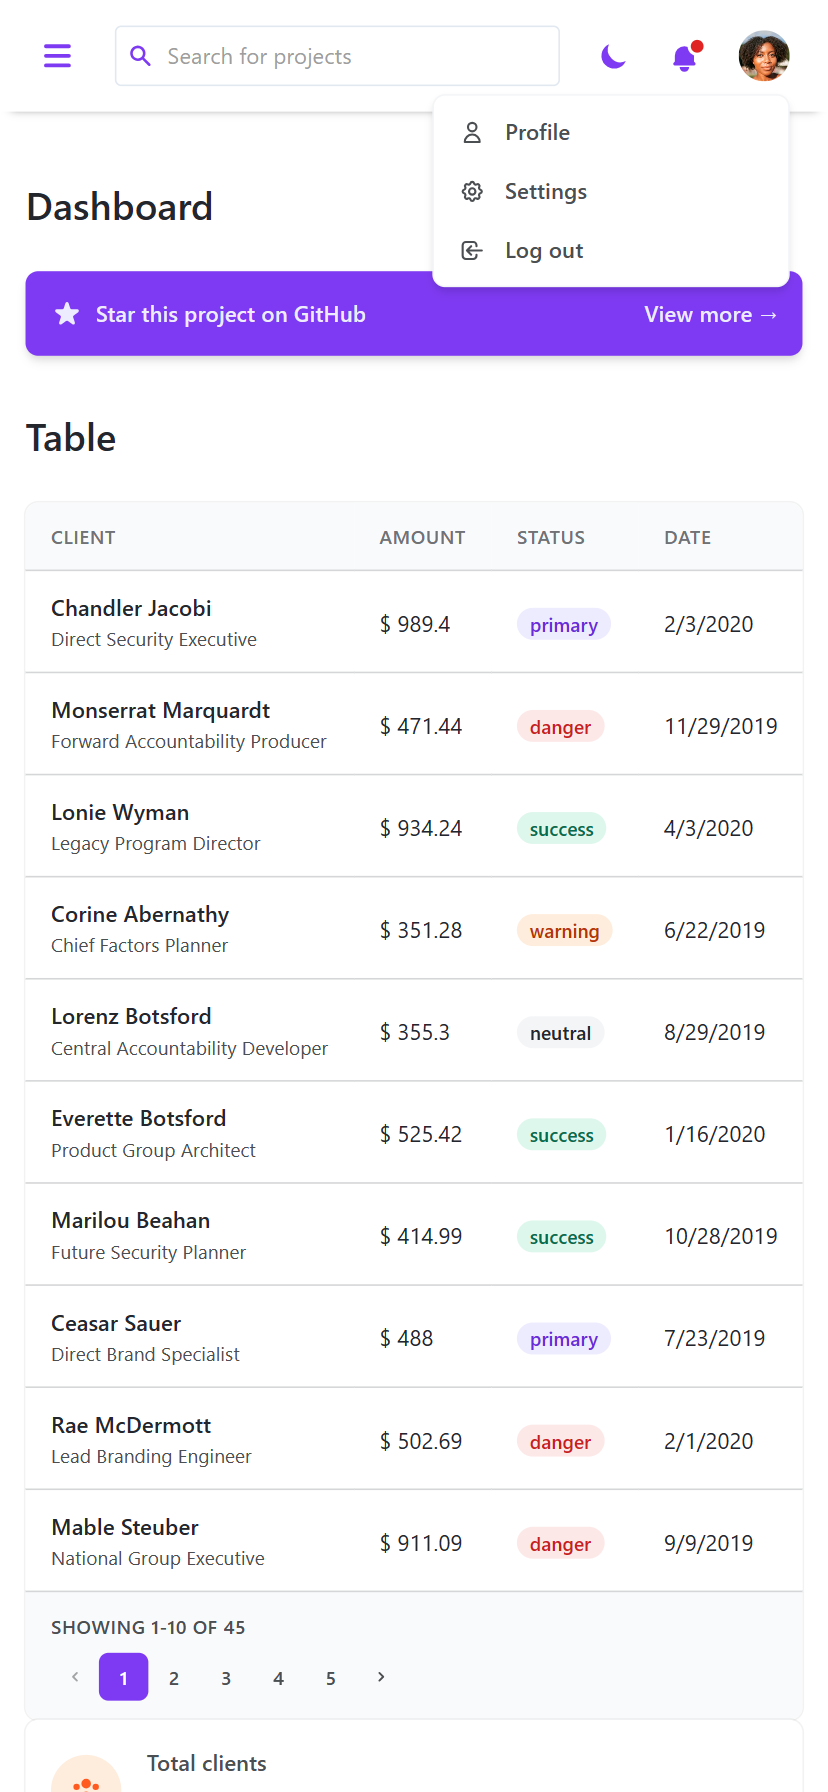 Search for projects
Profile
Settings
Log out
Dashboard
Star this project on GitHub
View more →
Table
CLIENT AMOUNT STATUS DATE
Chandler Jacobi
Direct Security Executive
$ 989.4 primary 2/3/2020
Monserrat Marquardt
Forward Accountability Producer
$ 471.44 danger 11/29/2019
Lonie Wyman
Legacy Program Director
$ 934.24 success 4/3/2020
Corine Abernathy
Chief Factors Planner
$ 351.28 warning 6/22/2019
Lorenz Botsford
Central Accountability Developer
$ 355.3 neutral 8/29/2019
Everette Botsford
Product Group Architect
$ 525.42 success 1/16/2020
Marilou Beahan
Future Security Planner
$ 414.99 success 10/28/2019
Ceasar Sauer
Direct Brand Specialist
$ 488 primary 7/23/2019
Rae McDermott
Lead Branding Engineer
$ 502.69 danger 2/1/2020
Mable Steuber
National Group Executive
$ 911.09 danger 9/9/2019
SHOWING 1-10 OF 45
1 2 3 4 5
Total clients